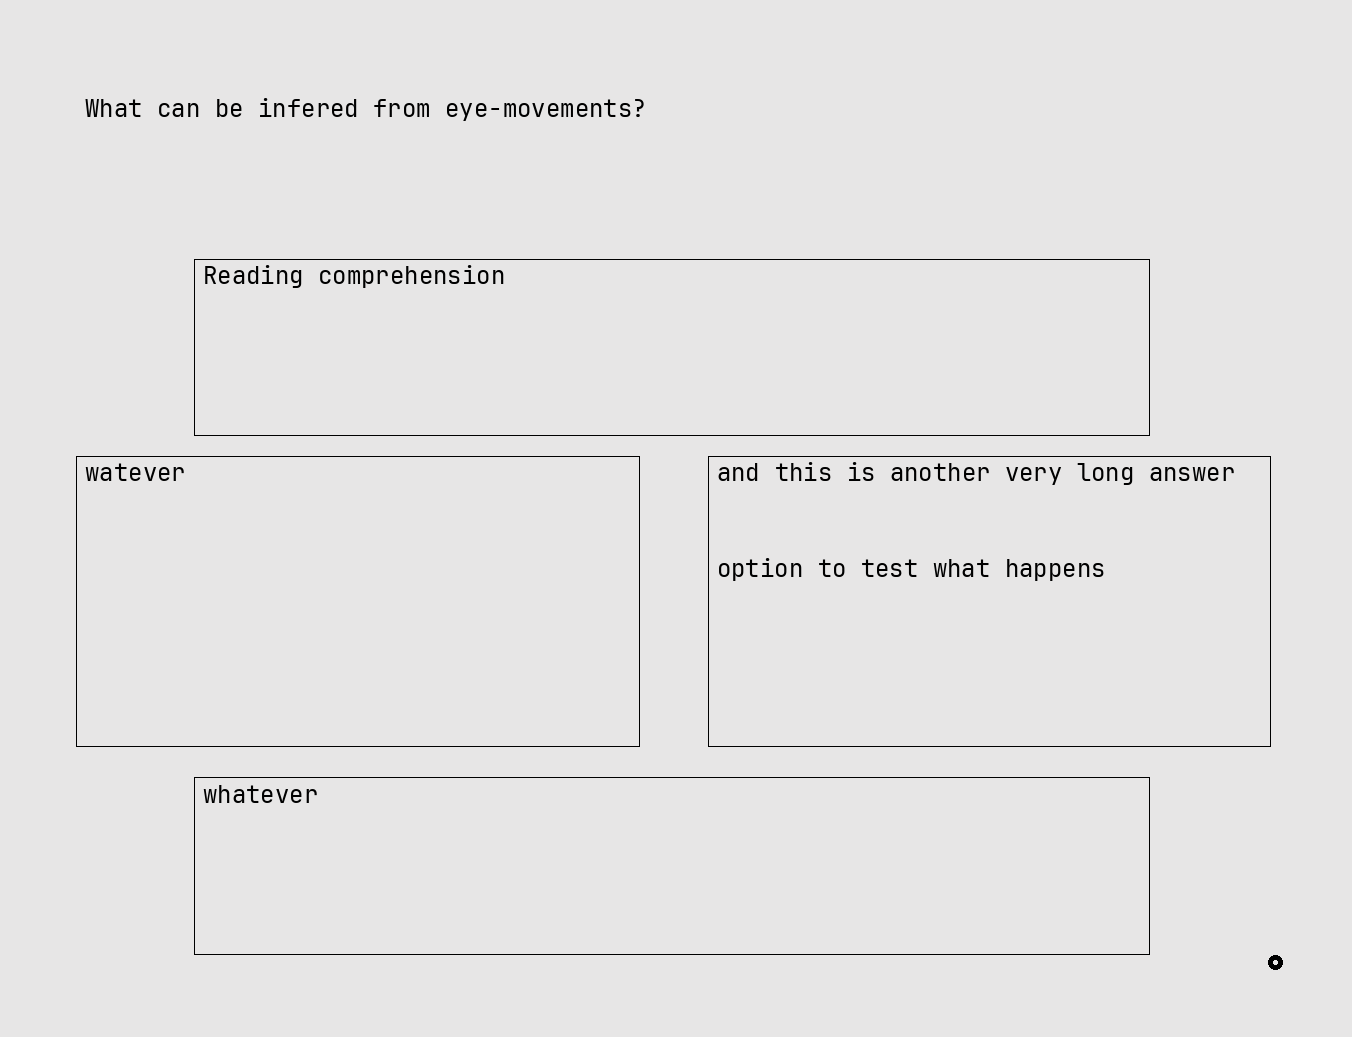 What can be infered from eye-movements?
Reading comprehension
watever
and this is another very long answer
option to test what happens
whatever